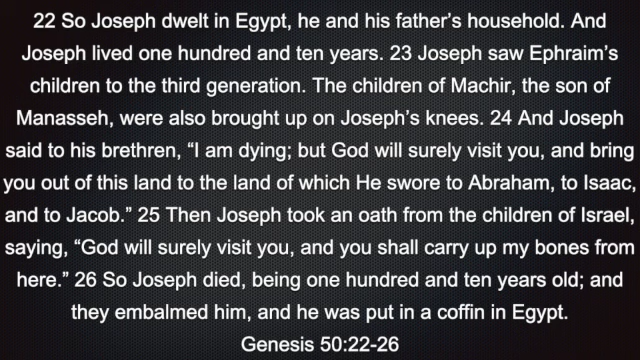 22 So Joseph dwelt in Egypt, he and his father's household. And
Joseph lived one hundred and ten years. 23 Joseph saw Ephraim's
children to the third generation. The children of Machir, the son of
Manasseh, were also brought up on Joseph's knees. 24 And Joseph
said to his brethren, “I am dying; but God will surely visit you, and bring
you out of this land to the land of which He swore to Abraham, to Isaac,
and to Jacob.” 25 Then Joseph took an oath from the children of Israel,
saying, “God will surely visit you, and you shall carry up my bones from
here.” 26 So Joseph died, being one hundred and ten years old; and
they embalmed him, and he was put in a coffin in Egypt.
Genesis 50:22-26